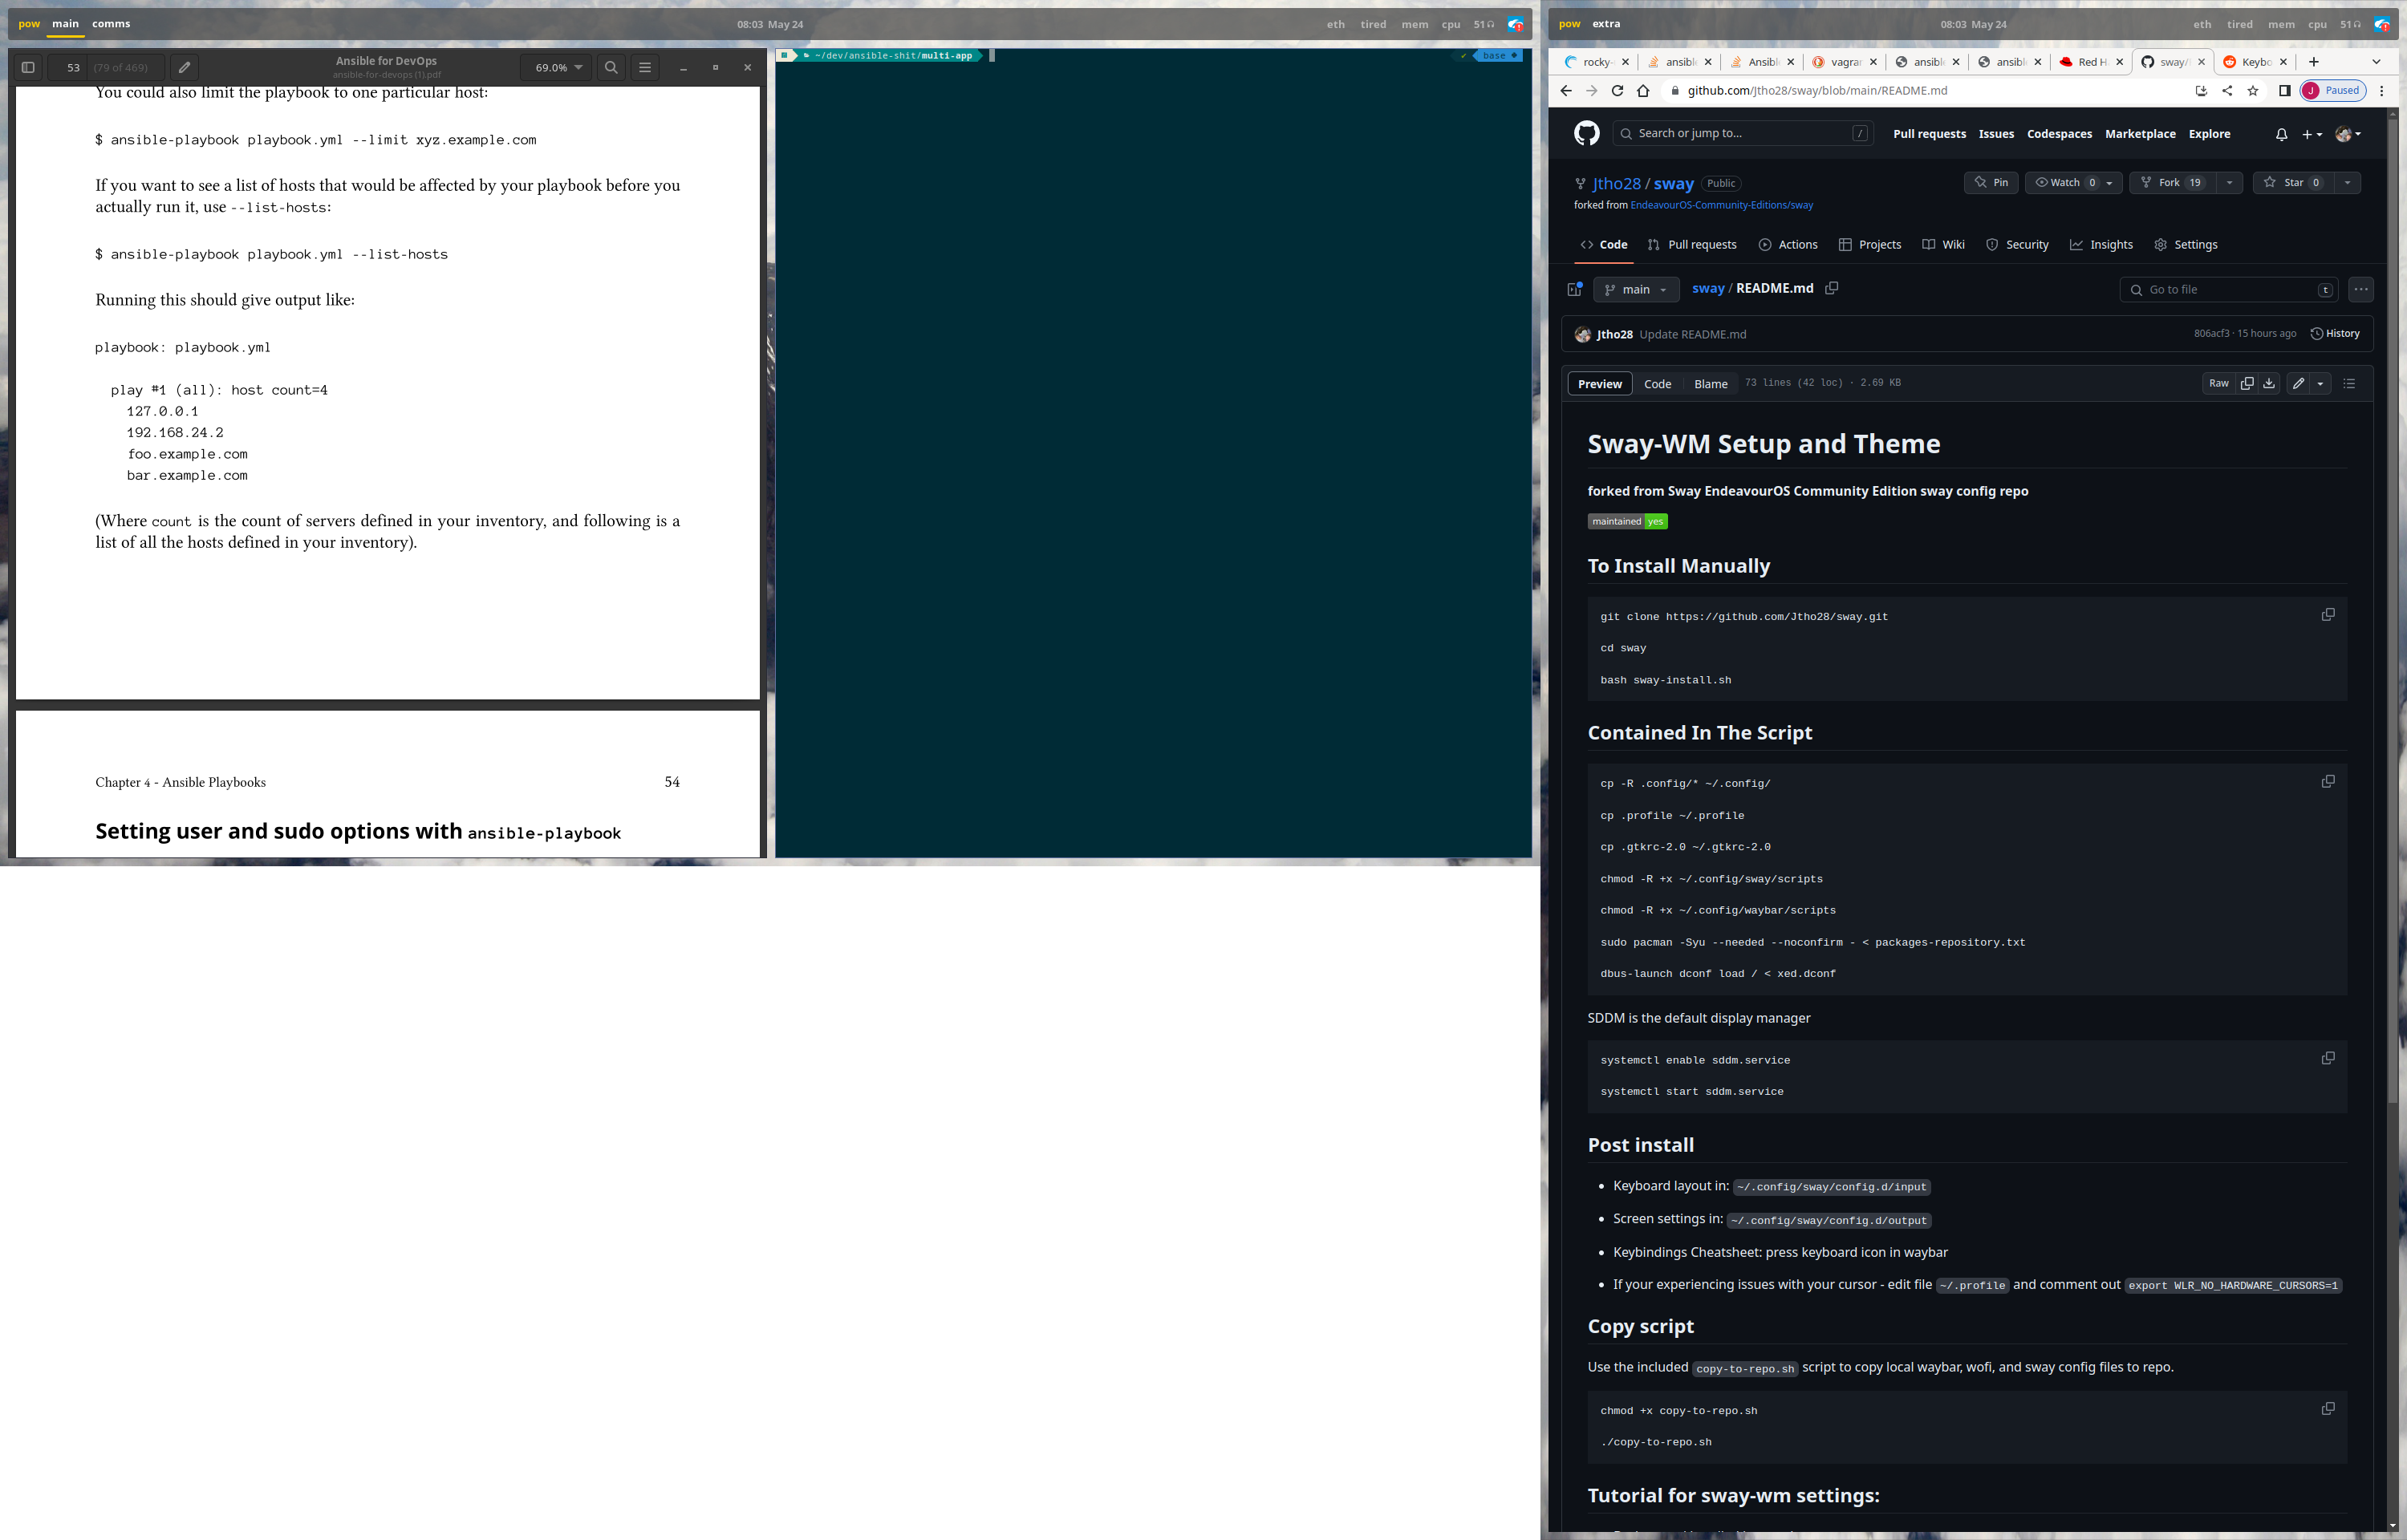 pow main comms
08:03 May 24
eth tired mem cpu 51
53 (79 of 469)
Ansible for DevOps
ansible-for-devops (1).pdf
69.0%
You could also limit the playbook to one particular host:
$ ansible-playbook playbook.yml --limit xyz.example.com
If you want to see a list of hosts that would be affected by your playbook before you
actually run it, use --list-hosts:
$ ansible-playbook playbook.yml --list-hosts
Running this should give output like:
playbook: playbook.yml
play #1 (all): host count=4
127.0.0.1
192.168.24.2
foo.example.com
bar.example.com
(Where count is the count of servers defined in your inventory, and following is a
list of all the hosts defined in your inventory).
Chapter 4 - Ansible Playbooks 54
Setting user and sudo options with ansible-playbook
~/dev/ansible-shit/multi-app
base
pow extra
08:03 May 24
eth tired mem cpu 51
rocky- ansible Ansible vagra ansible ansible Red H sway/ Keybo
github.com/Jtho28/sway/blob/main/README.md
J Paused
Search or jump to... /
Pull requests Issues Codespaces Marketplace Explore
Jtho28 / sway Public
Pin Watch 0 Fork 19 Star 0
forked from EndeavourOS-Community-Editions/sway
Code Pull requests Actions Projects Wiki Security Insights Settings
main sway / README.md
Go to file t
Jtho28 Update README.md
806acf3 · 15 hours ago History
Preview Code Blame 73 lines (42 loc) · 2.69 KB
Raw
Sway-WM Setup and Theme
forked from Sway EndeavourOS Community Edition sway config repo
maintained yes
To Install Manually
git clone https://github.com/Jtho28/sway.git
cd sway
bash sway-install.sh
Contained In The Script
cp -R .config/* ~/.config/
cp .profile ~/.profile
cp .gtkrc-2.0 ~/.gtkrc-2.0
chmod -R +x ~/.config/sway/scripts
chmod -R +x ~/.config/waybar/scripts
sudo pacman -Syu --needed --noconfirm - < packages-repository.txt
dbus-launch dconf load / < xed.dconf
SDDM is the default display manager
systemctl enable sddm.service
systemctl start sddm.service
Post install
• Keyboard layout in: ~/.config/sway/config.d/input
• Screen settings in: ~/.config/sway/config.d/output
• Keybindings Cheatsheet: press keyboard icon in waybar
• If your experiencing issues with your cursor - edit file ~/.profile and comment out export WLR_NO_HARDWARE_CURSORS=1
Copy script
Use the included copy-to-repo.sh script to copy local waybar, wofi, and sway config files to repo.
chmod +x copy-to-repo.sh
./copy-to-repo.sh
Tutorial for sway-wm settings: